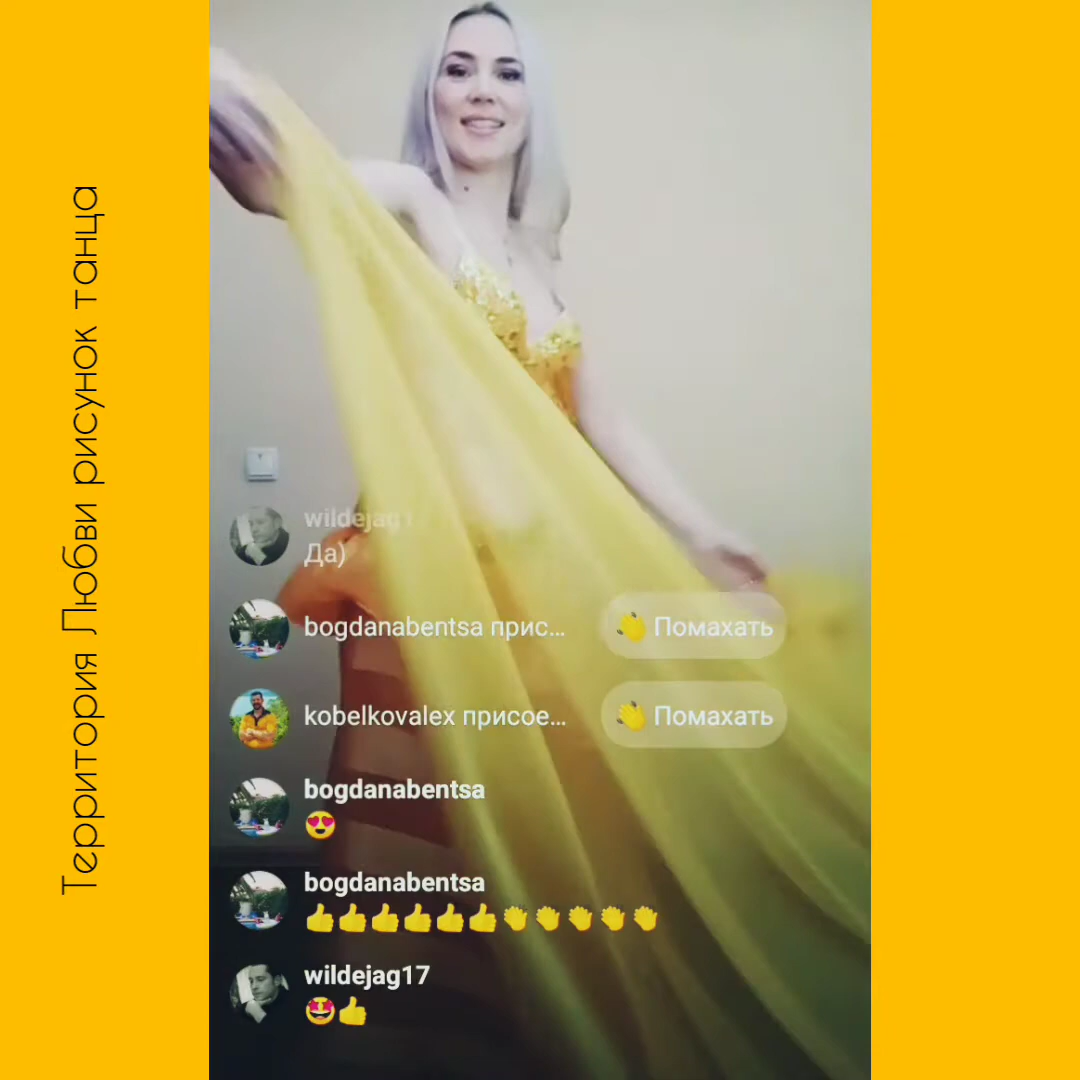 Территория Любви рисунок танца
wildejag1
Да)
bogdanabentsa прис...
👋 Помахать
kobelkovalex присое...
👋 Помахать
bogdanabentsa
😍
bogdanabentsa
👍👍👍👍👍👍👏👏👏👏👏
wildejag17
🤩👍